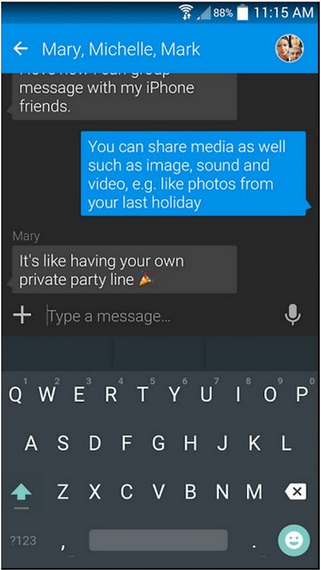 88% 11:15 AM
Mary, Michelle, Mark
message with my iPhone
friends.
You can share media as well
such as image, sound and
video, e.g. like photos from
your last holiday
Mary
It's like having your own
private party line 🎉
Type a message...
1 2 3 4 5 6 7 8 9 0
Q W E R T Y U I O P
A S D F G H J K L
Z X C V B N M
?123 , .